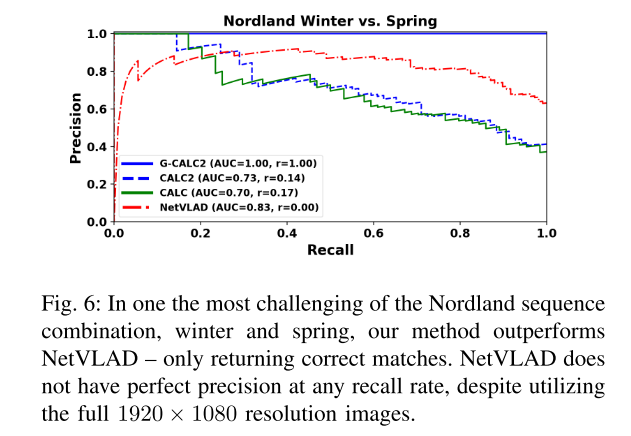 Nordland Winter vs. Spring
Precision
1.0
0.8
0.6
0.4
0.2
0.0
G-CALC2 (AUC=1.00, r=1.00)
CALC2 (AUC=0.73, r=0.14)
CALC (AUC=0.70, r=0.17)
NetVLAD (AUC=0.83, r=0.00)
0.0 0.2 0.4 0.6 0.8 1.0
Recall
Fig. 6: In one the most challenging of the Nordland sequence
combination, winter and spring, our method outperforms
NetVLAD – only returning correct matches. NetVLAD does
not have perfect precision at any recall rate, despite utilizing
the full 1920 × 1080 resolution images.